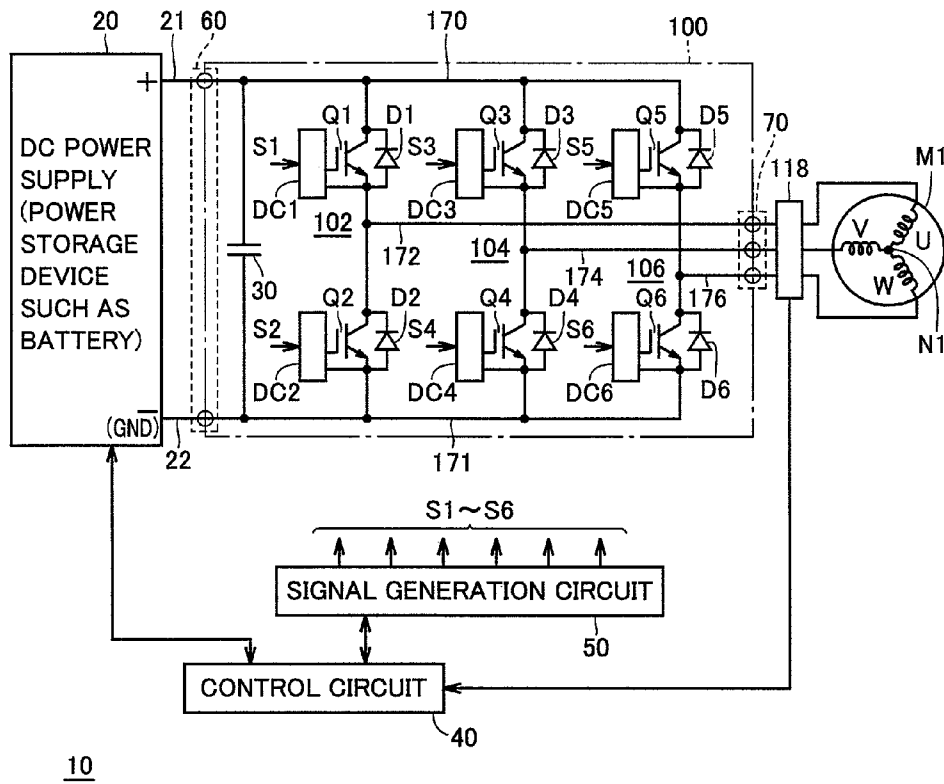 20 21 60 170 100
+
DC POWER
SUPPLY
(POWER
STORAGE
DEVICE
SUCH AS
BATTERY)
−
(GND)
22
30
S1 Q1 D1
DC1
S3 Q3 D3
DC3
S5 Q5 D5
DC5
70 118 M1
102 172
104 174
106 176
V U
W
N1
S2 Q2 D2
DC2
S4 Q4 D4
DC4
S6 Q6 D6
DC6
171
S1~S6
SIGNAL GENERATION CIRCUIT
50
CONTROL CIRCUIT
40
10